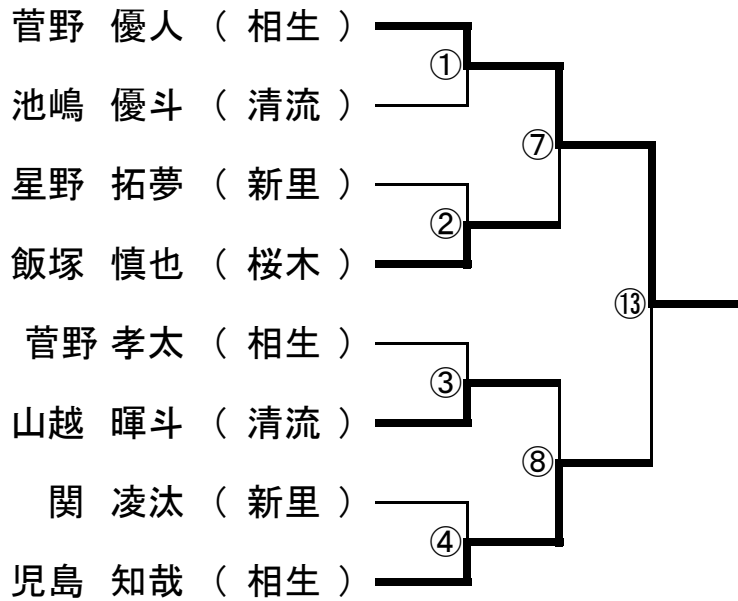 菅野 優人 ( 相生 )
①
池嶋 優斗 ( 清流 )
⑦
星野 拓夢 ( 新里 )
②
飯塚 慎也 ( 桜木 )
⑬
菅野 孝太 ( 相生 )
③
山越 暉斗 ( 清流 )
⑧
関 凌汰 ( 新里 )
④
児島 知哉 ( 相生 )